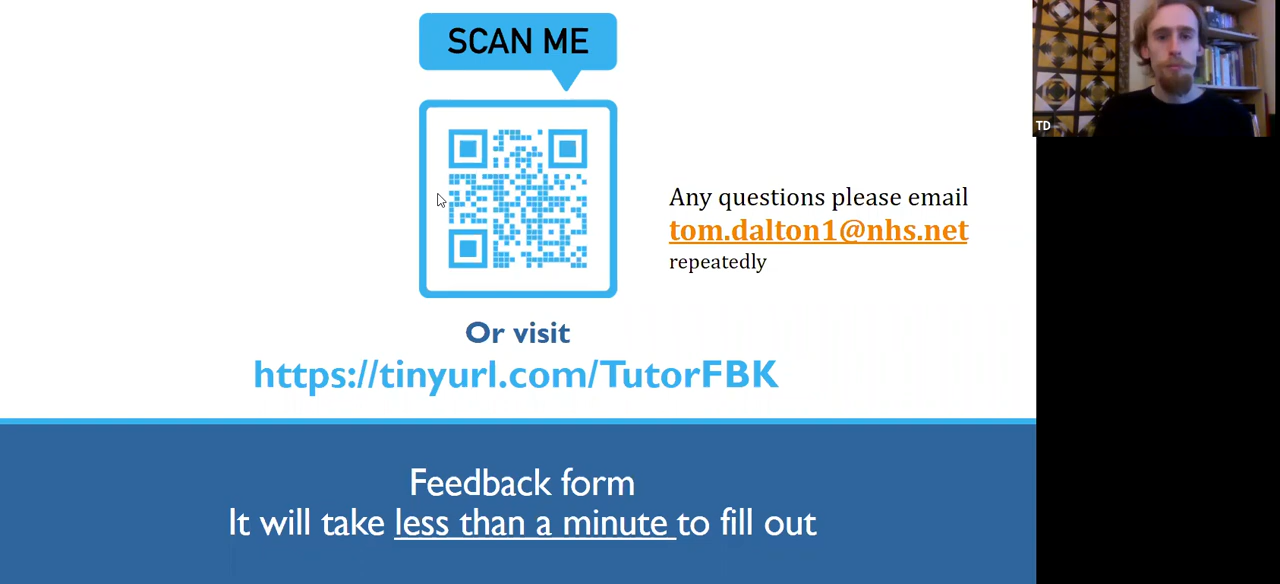 SCAN ME
TD
Any questions please email
tom.dalton1@nhs.net
repeatedly
Or visit
https://tinyurl.com/TutorFBK
Feedback form
It will take less than a minute to fill out